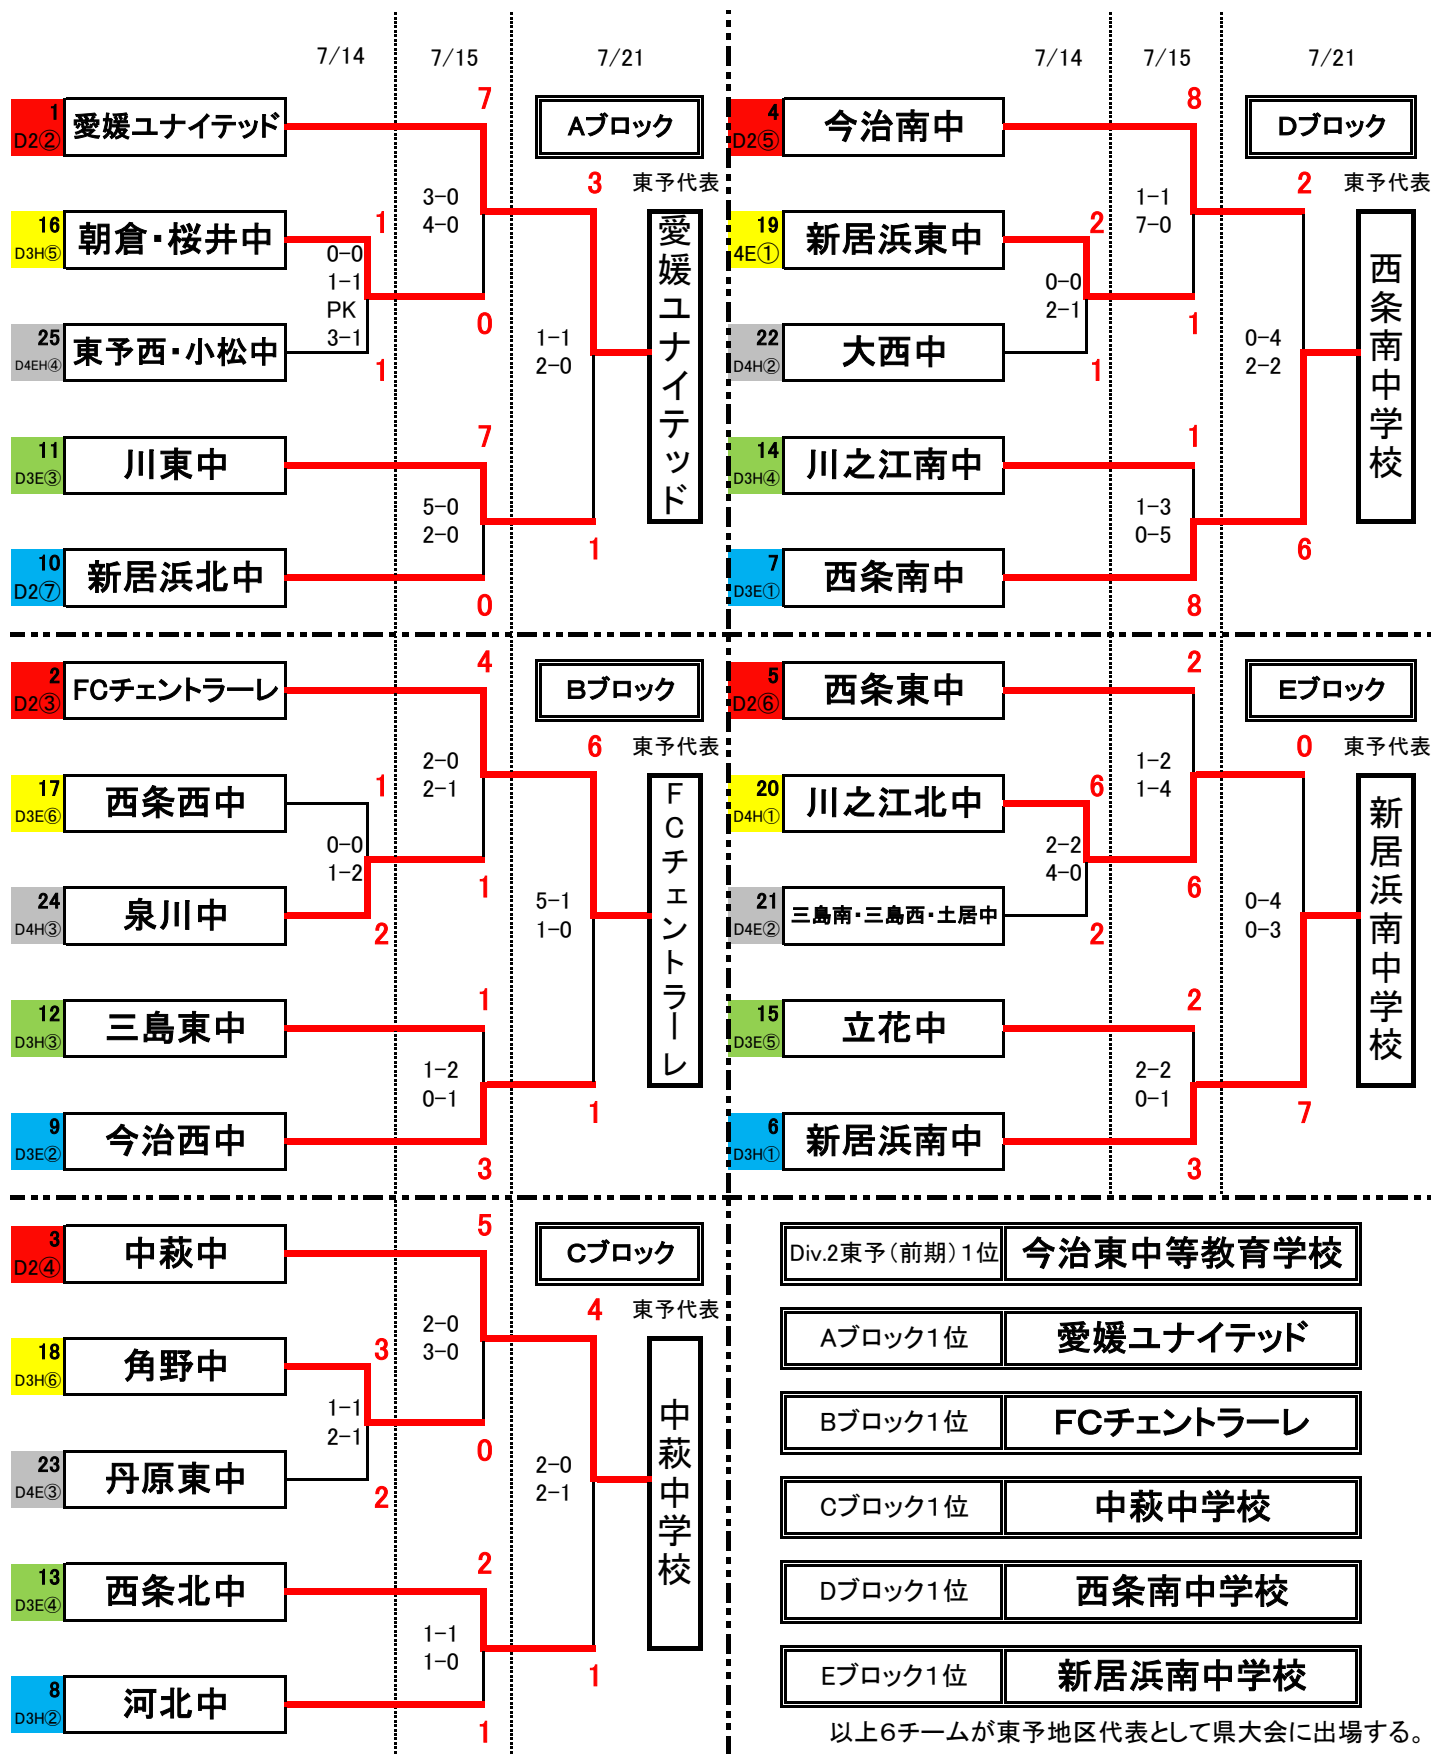 7/14
7/15
7/21
Aブロック
7
1
D2②
愛媛ユナイテッド
3
東予代表
3-0
4-0
16
D3H⑤
朝倉・桜井中
1
0-0
1-1
PK
3-1
0
25
D4EH④
東予西・小松中
1
1-1
2-0
愛媛ユナイテッド
11
D3E③
川東中
7
5-0
2-0
1
10
D2⑦
新居浜北中
0
7/14
7/15
7/21
Dブロック
8
4
D2⑤
今治南中
2
東予代表
1-1
7-0
19
4E①
新居浜東中
2
0-0
2-1
1
22
D4H②
大西中
1
0-4
2-2
西条南中学校
14
D3H④
川之江南中
1
1-3
0-5
6
7
D3E①
西条南中
8
Bブロック
4
2
D2③
FCチェントラーレ
6
東予代表
2-0
2-1
17
D3E⑥
西条西中
1
0-0
1-2
1
24
D4H③
泉川中
2
5-1
1-0
FCチェントラーレ
12
D3H③
三島東中
1
1-2
0-1
1
9
D3E②
今治西中
3
Eブロック
2
5
D2⑥
西条東中
0
東予代表
1-2
1-4
20
D4H①
川之江北中
6
2-2
4-0
6
21
D4E②
三島南・三島西・土居中
2
0-4
0-3
新居浜南中学校
15
D3E⑤
立花中
2
2-2
0-1
7
6
D3H①
新居浜南中
3
Cブロック
5
3
D2④
中萩中
4
東予代表
2-0
3-0
18
D3H⑥
角野中
3
1-1
2-1
0
23
D4E③
丹原東中
2
2-0
2-1
中萩中学校
13
D3E④
西条北中
2
1-1
1-0
1
8
D3H②
河北中
1
Div.2東予(前期)1位 今治東中等教育学校
Aブロック1位 愛媛ユナイテッド
Bブロック1位 FCチェントラーレ
Cブロック1位 中萩中学校
Dブロック1位 西条南中学校
Eブロック1位 新居浜南中学校
以上6チームが東予地区代表として県大会に出場する。